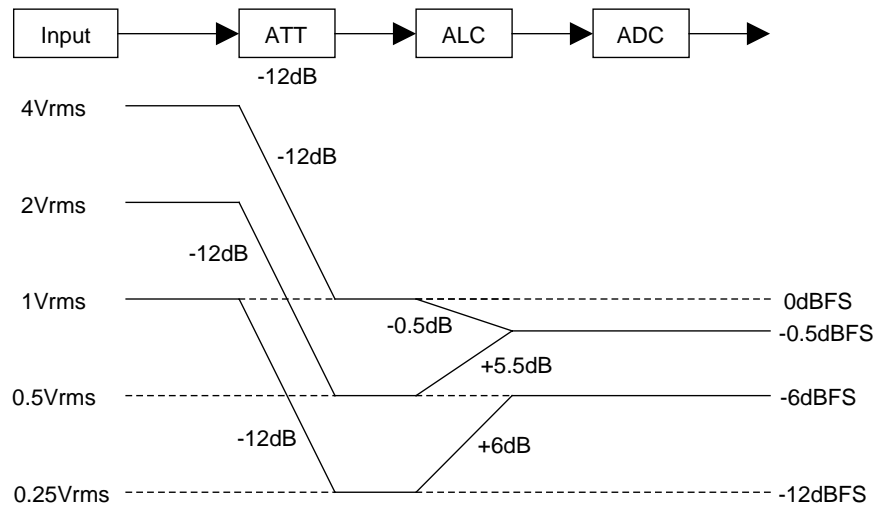 Input ATT ALC ADC
-12dB
4Vrms
-12dB
2Vrms
-12dB
1Vrms 0dBFS
-0.5dB -0.5dBFS
+5.5dB
0.5Vrms -6dBFS
-12dB +6dB
0.25Vrms -12dBFS